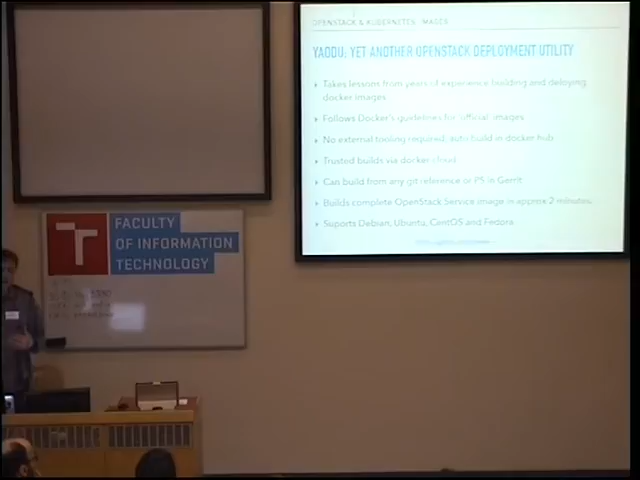 OPENSTACK & KUBERNETES - IMAGES
YAODU: YET ANOTHER OPENSTACK DEPLOYMENT UTILITY
Takes lessons from years of experience building and deloying
docker images
Follows Docker's guidelines for official images
No external tooling required, auto build in docker hub
Trusted builds via docker cloud
Can build from any git reference or PS in Gerrit
Builds complete OpenStack Service image in approx 2 minutes.
Suports Debian, Ubuntu, CentOS and Fedora
FACULTY
OF INFORMATION
TECHNOLOGY